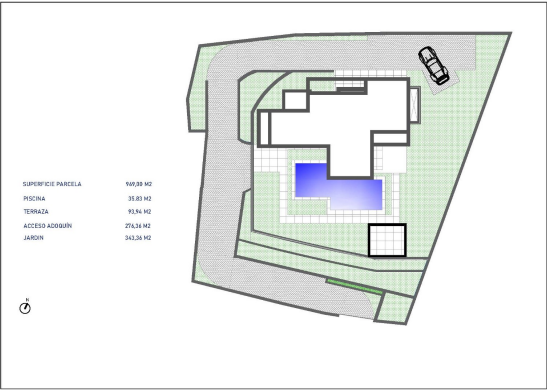 SUPERFICIE PARCELA 969,00 M2
PISCINA 35.83 M2
TERRAZA 93,94 M2
ACCESO ADOQUÍN 276,36 M2
JARDIN 343,36 M2
N